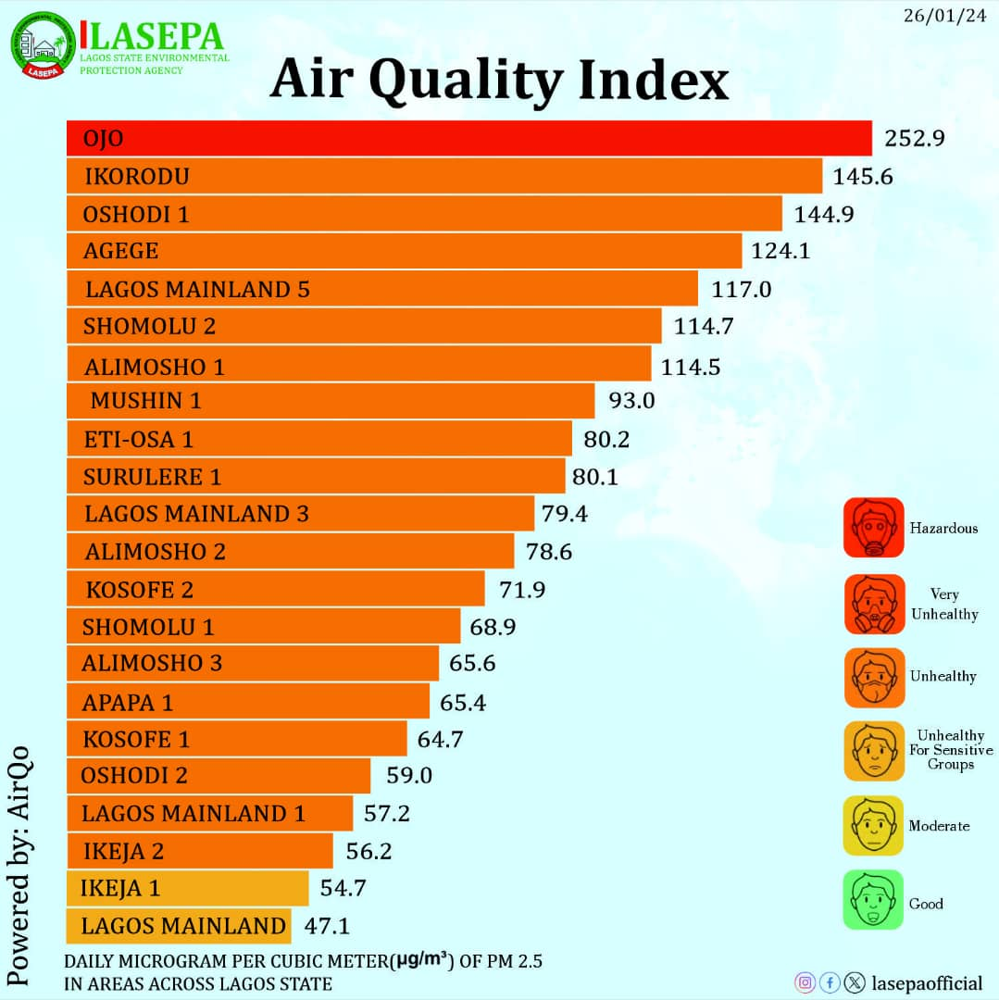 26/01/24
LASEPA
LAGOS STATE ENVIRONMENTAL
PROTECTION AGENCY
LASEPA
Air Quality Index
OJO 252.9
IKORODU 145.6
OSHODI 1 144.9
AGEGE 124.1
LAGOS MAINLAND 5 117.0
SHOMOLU 2 114.7
ALIMOSHO 1 114.5
MUSHIN 1 93.0
ETI-OSA 1 80.2
SURULERE 1 80.1
LAGOS MAINLAND 3 79.4
ALIMOSHO 2 78.6
KOSOFE 2 71.9
SHOMOLU 1 68.9
ALIMOSHO 3 65.6
APAPA 1 65.4
KOSOFE 1 64.7
OSHODI 2 59.0
LAGOS MAINLAND 1 57.2
IKEJA 2 56.2
IKEJA 1 54.7
LAGOS MAINLAND 47.1
Hazardous
Very
Unhealthy
Unhealthy
Unhealthy
For Sensitive
Groups
Moderate
Good
Powered by: AirQo
DAILY MICROGRAM PER CUBIC METER(µg/m³) OF PM 2.5
IN AREAS ACROSS LAGOS STATE
lasepaofficial